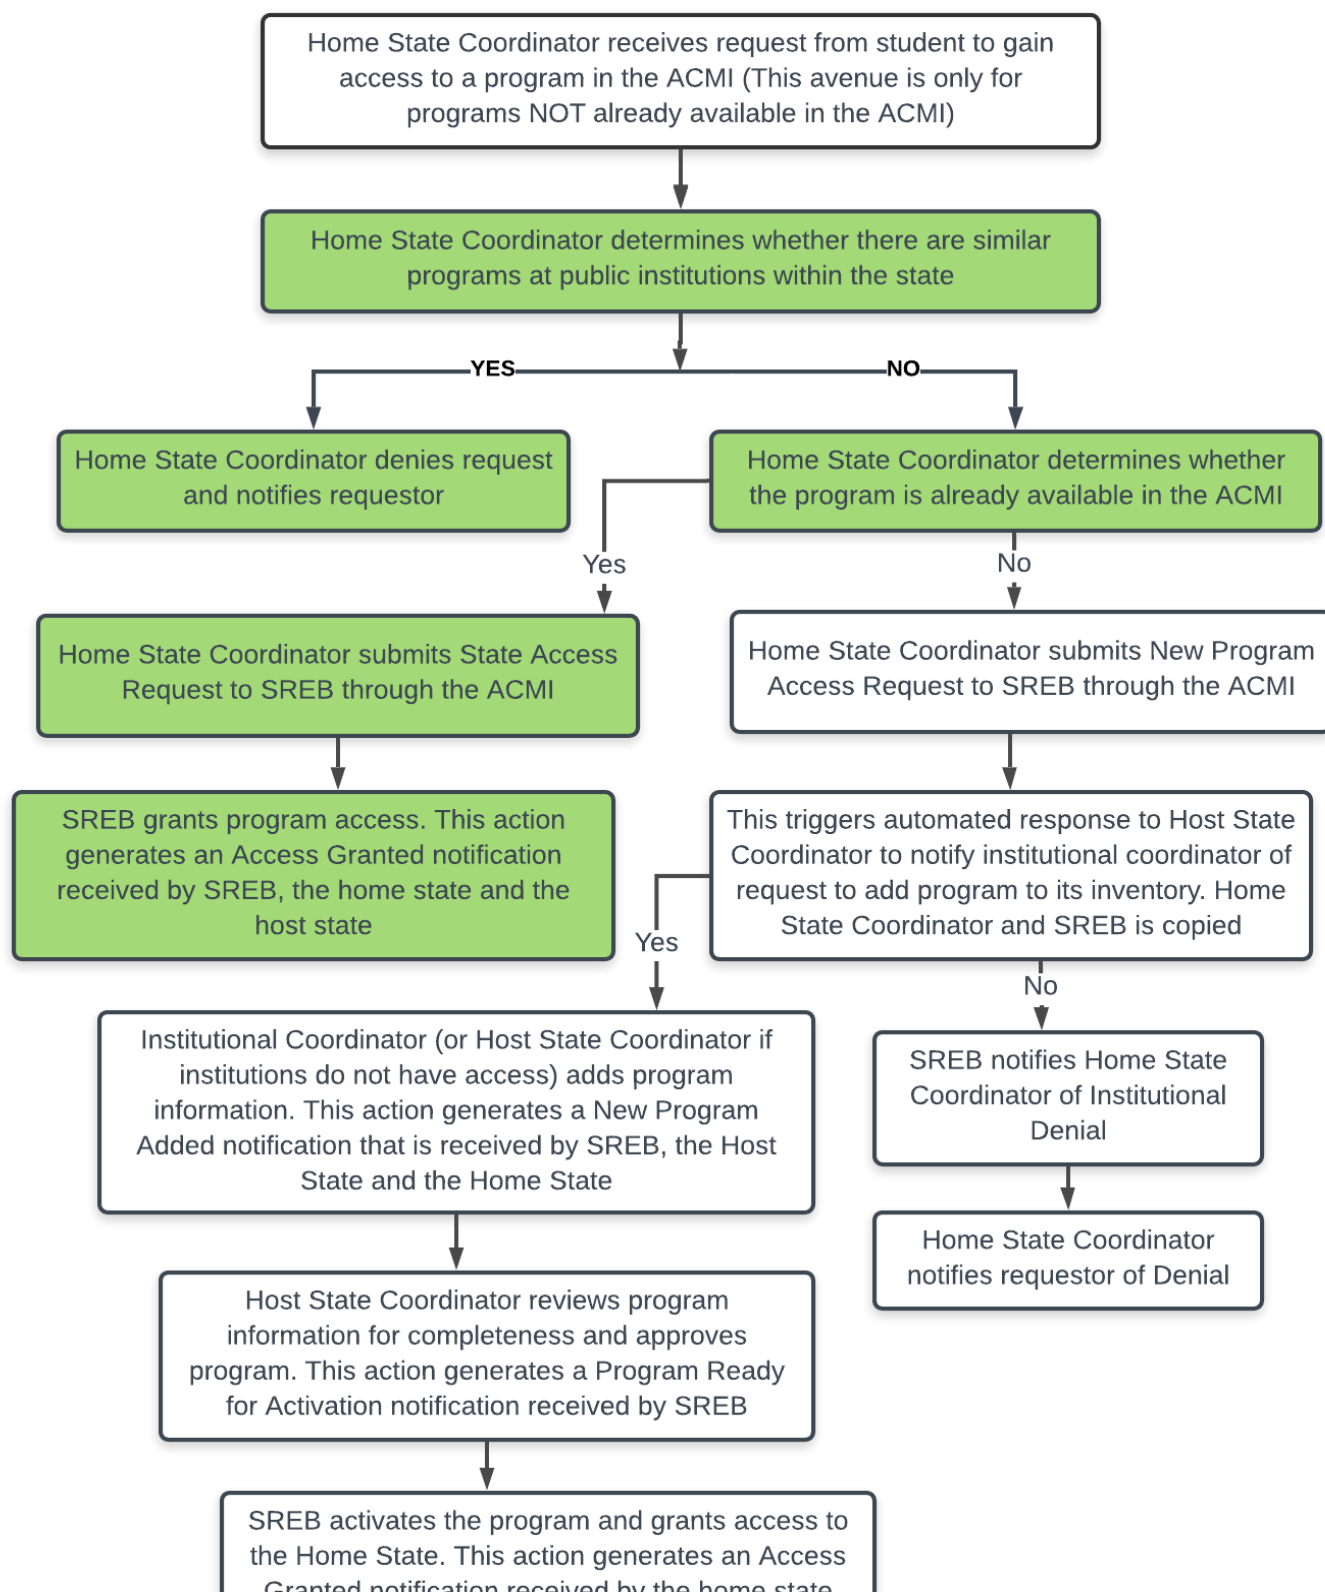 Home State Coordinator receives request from student to gain
access to a program in the ACMI (This avenue is only for
programs NOT already available in the ACMI)
Home State Coordinator determines whether there are similar
programs at public institutions within the state
YES
NO
Home State Coordinator denies request
and notifies requestor
Home State Coordinator determines whether
the program is already available in the ACMI
Yes
No
Home State Coordinator submits State Access
Request to SREB through the ACMI
Home State Coordinator submits New Program
Access Request to SREB through the ACMI
SREB grants program access. This action
generates an Access Granted notification
received by SREB, the home state and the
host state
This triggers automated response to Host State
Coordinator to notify institutional coordinator of
request to add program to its inventory. Home
State Coordinator and SREB is copied
Yes
No
Institutional Coordinator (or Host State Coordinator if
institutions do not have access) adds program
information. This action generates a New Program
Added notification that is received by SREB, the Host
State and the Home State
SREB notifies Home State
Coordinator of Institutional
Denial
Home State Coordinator
notifies requestor of Denial
Host State Coordinator reviews program
information for completeness and approves
program. This action generates a Program Ready
for Activation notification received by SREB
SREB activates the program and grants access to
the Home State. This action generates an Access
Granted notification received by the home state